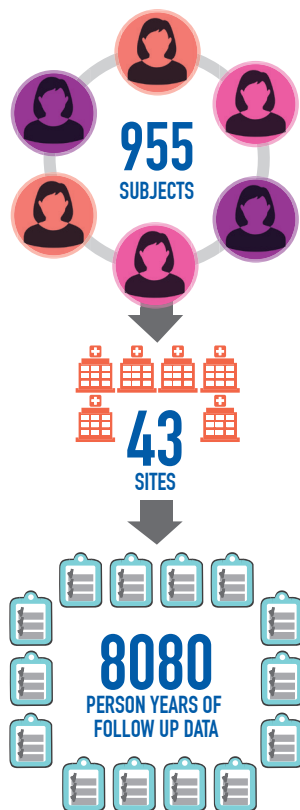 955
SUBJECTS
43
SITES
8080
PERSON YEARS OF
FOLLOW UP DATA